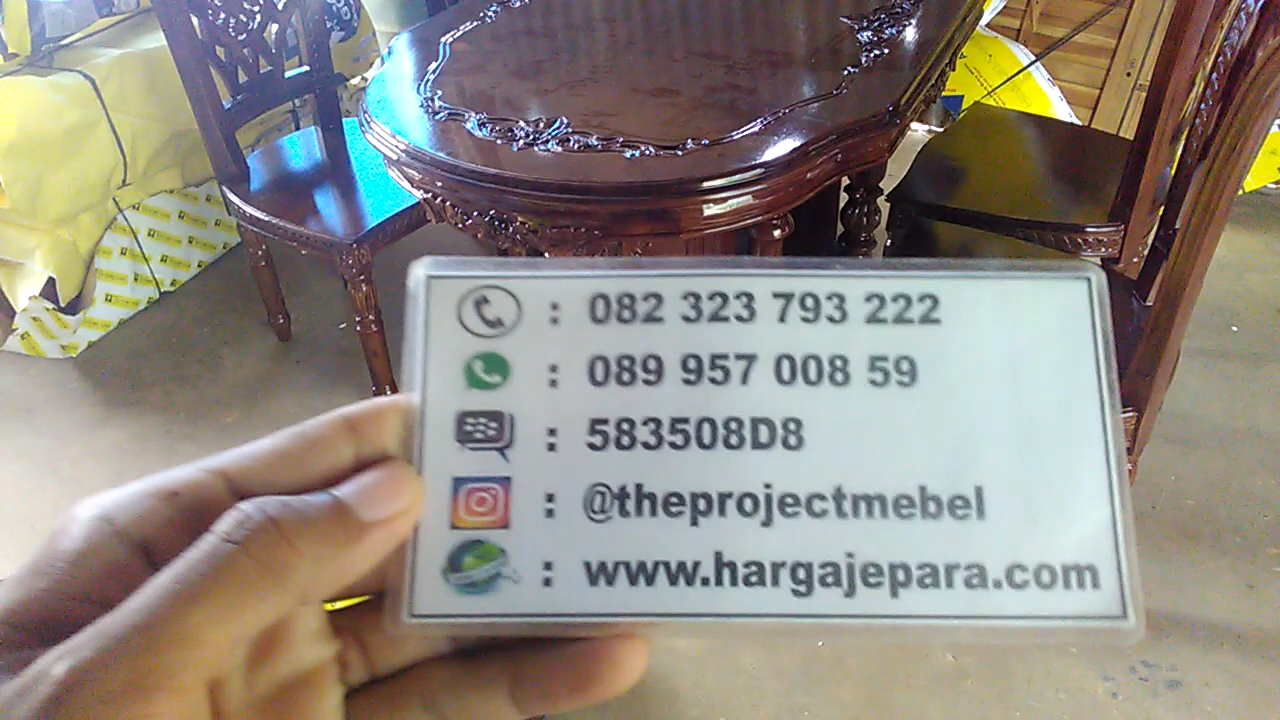 : 082 323 793 222
: 089 957 008 59
: 583508D8
: @theprojectmebel
: www.hargajepara.com